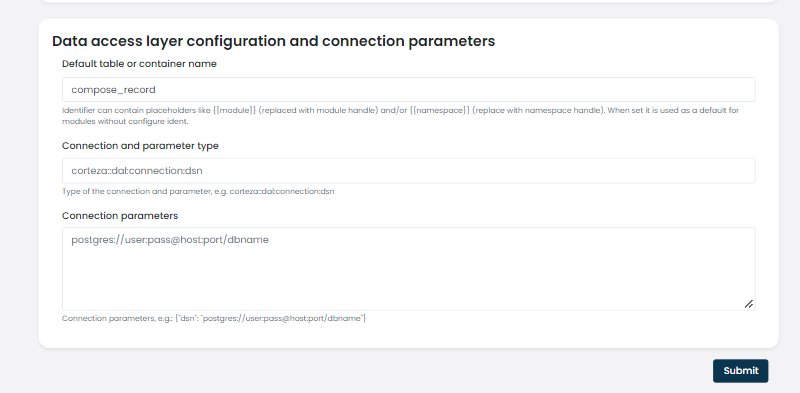 Data access layer configuration and connection parameters
Default table or container name
compose_record
Identifier can contain placeholders like {{module}} (replaced with module handle) and/or {{namespace}} (replace with namespace handle). When set it is used as a default for
modules without configure ident.
Connection and parameter type
corteza::dal:connection:dsn
Type of the connection and parameter, e.g. corteza::dal:connection:dsn
Connection parameters
postgres://user:pass@host:port/dbname
Connection parameters, e.g.: {"dsn": "postgres://user:pass@host:port/dbname"}
Submit